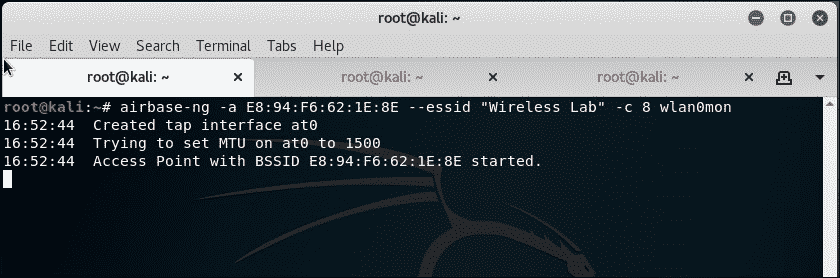 root@kali: ~
File Edit View Search Terminal Tabs Help
root@kali: ~ root@kali: ~ root@kali: ~
root@kali:~# airbase-ng -a E8:94:F6:62:1E:8E --essid "Wireless Lab" -c 8 wlan0mon
16:52:44 Created tap interface at0
16:52:44 Trying to set MTU on at0 to 1500
16:52:44 Access Point with BSSID E8:94:F6:62:1E:8E started.